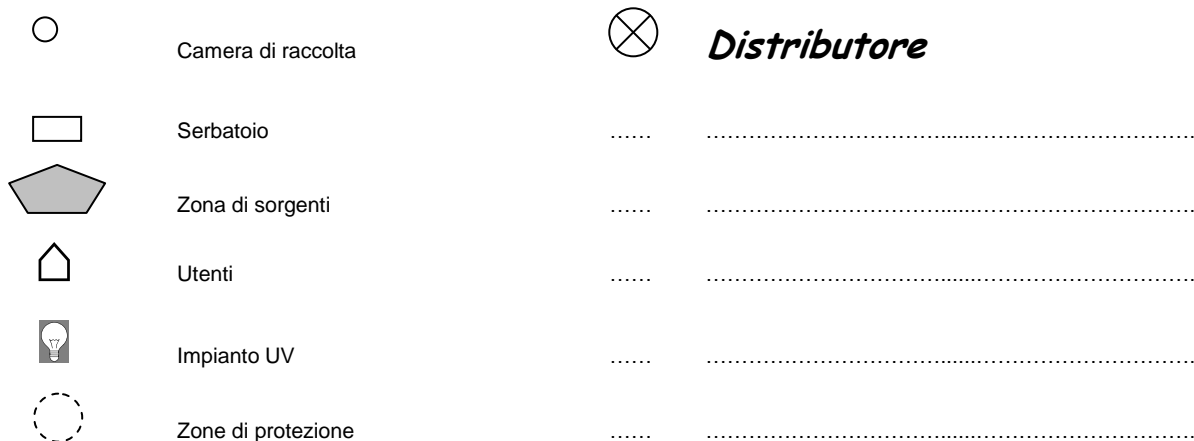 Camera di raccolta
Distributore
Serbatoio
…… …………………………......……………………….
Zona di sorgenti
…… …………………………......……………………….
Utenti
…… …………………………......……………………….
Impianto UV
…… …………………………......……………………….
Zone di protezione
…… …………………………......……………………….